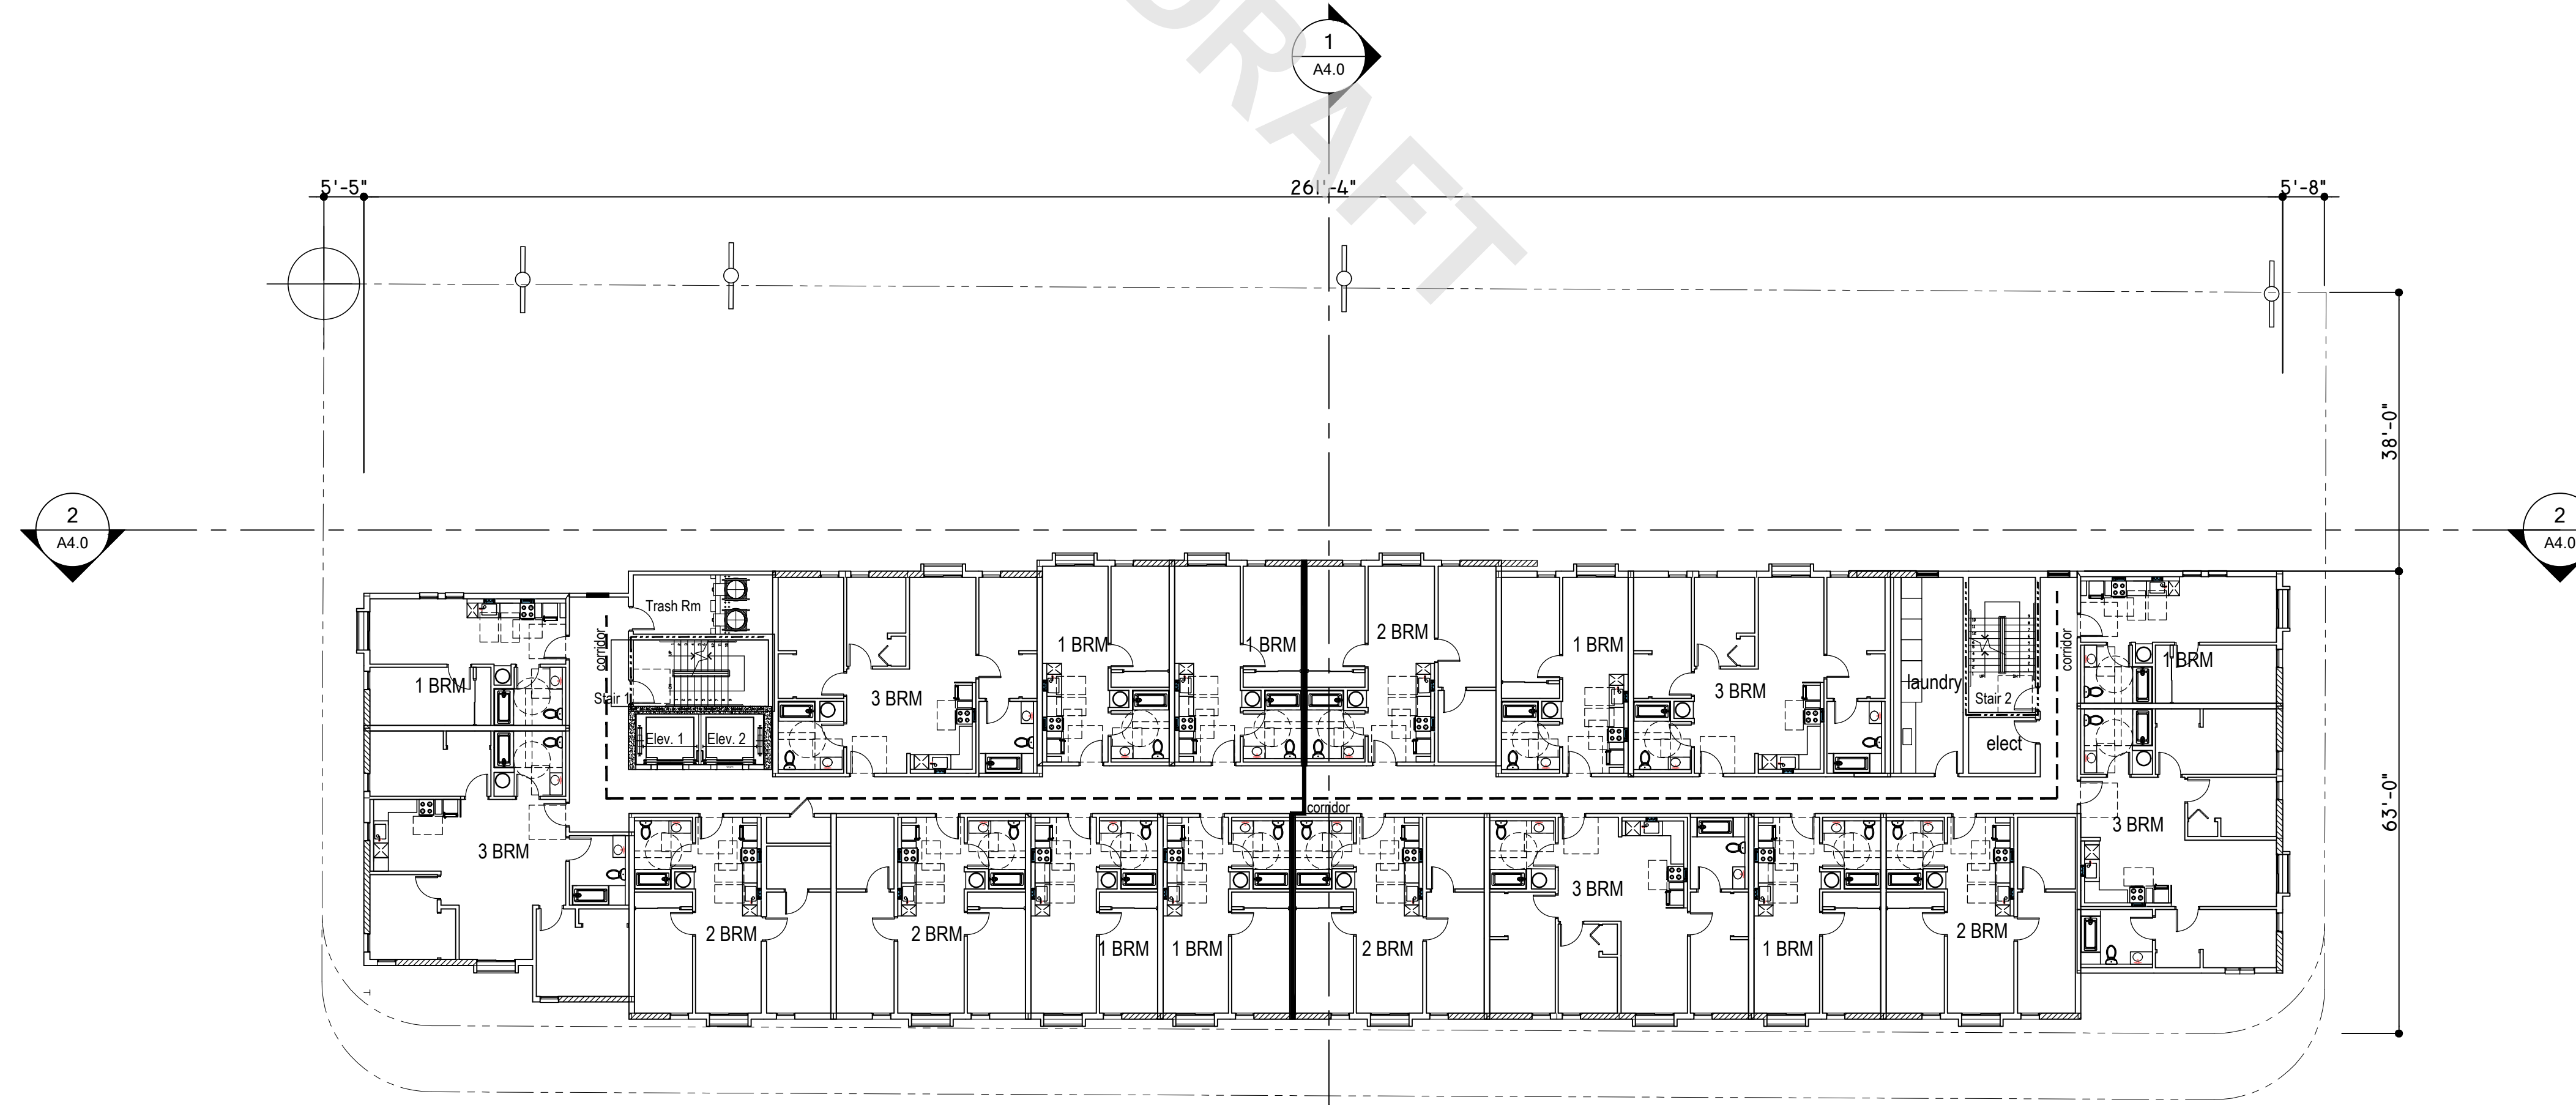 DRAFT
1
A4.0
5'-5"
261'-4"
5'-8"
38'-0"
2
A4.0
2
A4.0
Trash Rm
corridor
1 BRM
Stair 1
Elev. 1
Elev. 2
3 BRM
1 BRM
1 BRM
2 BRM
1 BRM
3 BRM
laundry
Stair 2
elect
corridor
1 BRM
corridor
3 BRM
2 BRM
2 BRM
1 BRM
1 BRM
2 BRM
3 BRM
1 BRM
2 BRM
3 BRM
63'-0"